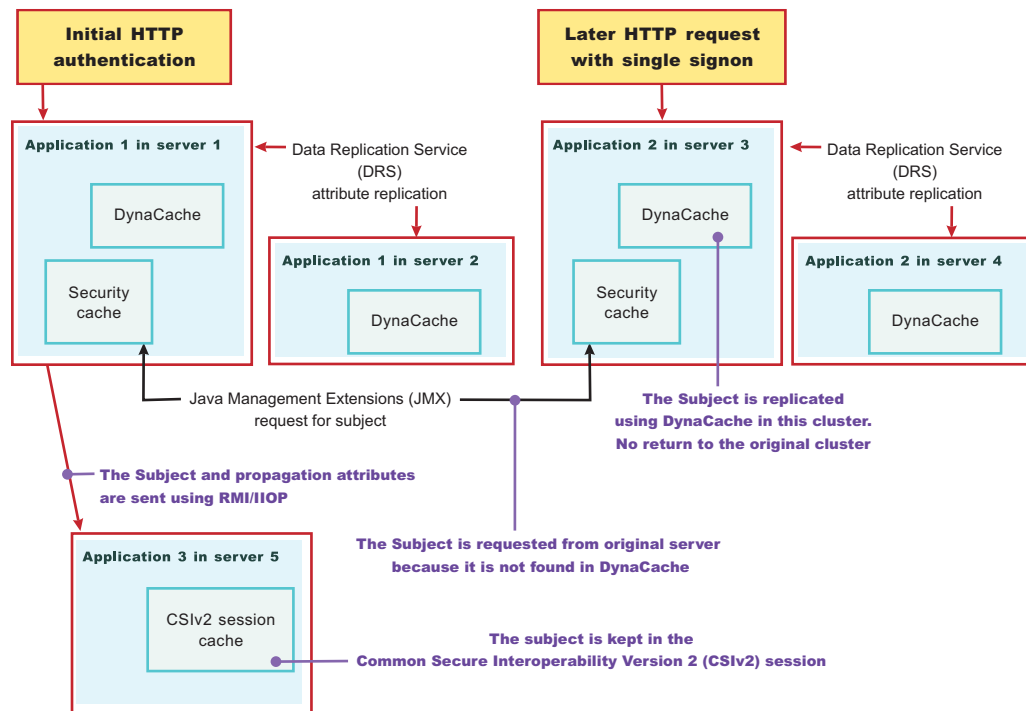 Initial HTTP
authentication
Later HTTP request
with single signon
Application 1 in server 1
DynaCache
Security
cache
Data Replication Service
(DRS)
attribute replication
Application 1 in server 2
DynaCache
Application 2 in server 3
DynaCache
Security
cache
Data Replication Service
(DRS)
attribute replication
Application 2 in server 4
DynaCache
Java Management Extensions (JMX)
request for subject
The Subject is replicated
using DynaCache in this cluster.
No return to the original cluster
The Subject and propagation attributes
are sent using RMI/IIOP
The Subject is requested from original server
because it is not found in DynaCache
Application 3 in server 5
CSIv2 session
cache
The subject is kept in the
Common Secure Interoperability Version 2 (CSIv2) session